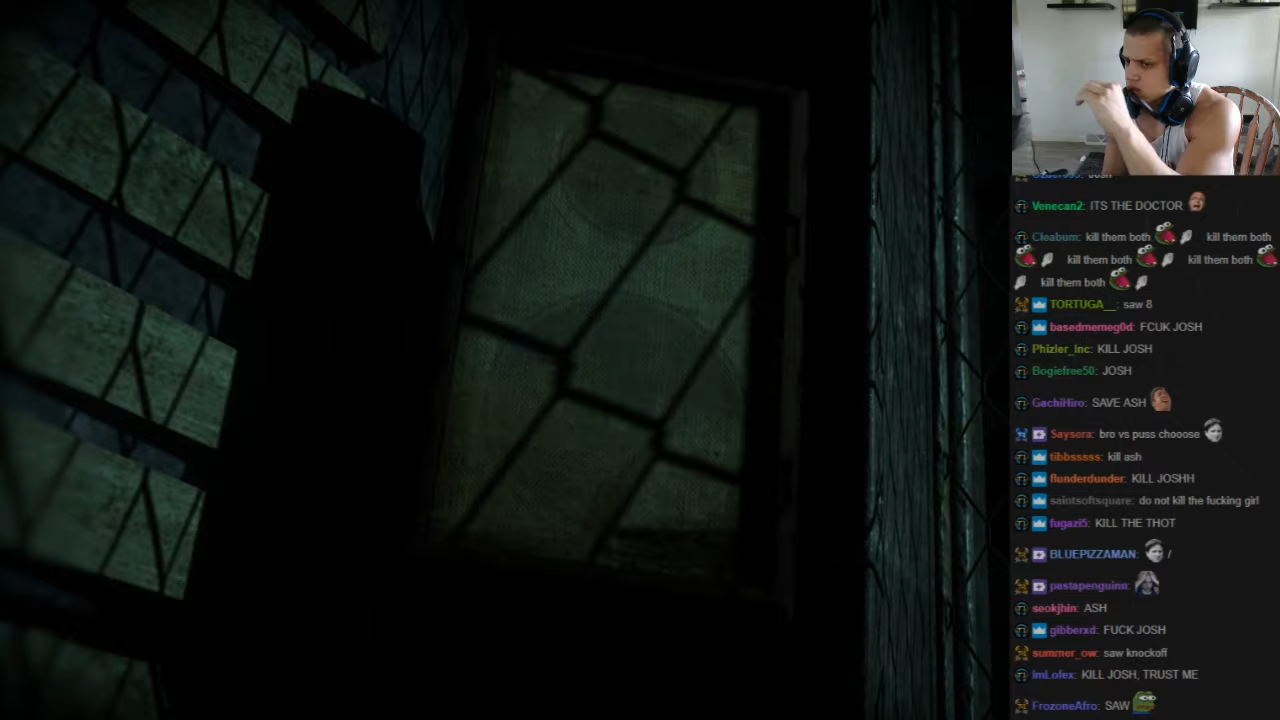 Venecan2: ITS THE DOCTOR
Cleabum: kill them both kill them both
kill them both kill them both
kill them both
TORTUGA__: saw 8
basedmemeg0d: FCUK JOSH
Phizler_Inc: KILL JOSH
Bogiefree50: JOSH
GachiHiro: SAVE ASH
Saysera: bro vs puss chooose
tibbsssss: kill ash
flunderdunder: KILL JOSHH
saintsoftsquare: do not kill the fucking girl
fugazi5: KILL THE THOT
BLUEPIZZAMAN: /
pastapenguinn:
seokjhin: ASH
gibberxd: FUCK JOSH
summer_ow: saw knockoff
ImLofex: KILL JOSH, TRUST ME
FrozoneAfro: SAW